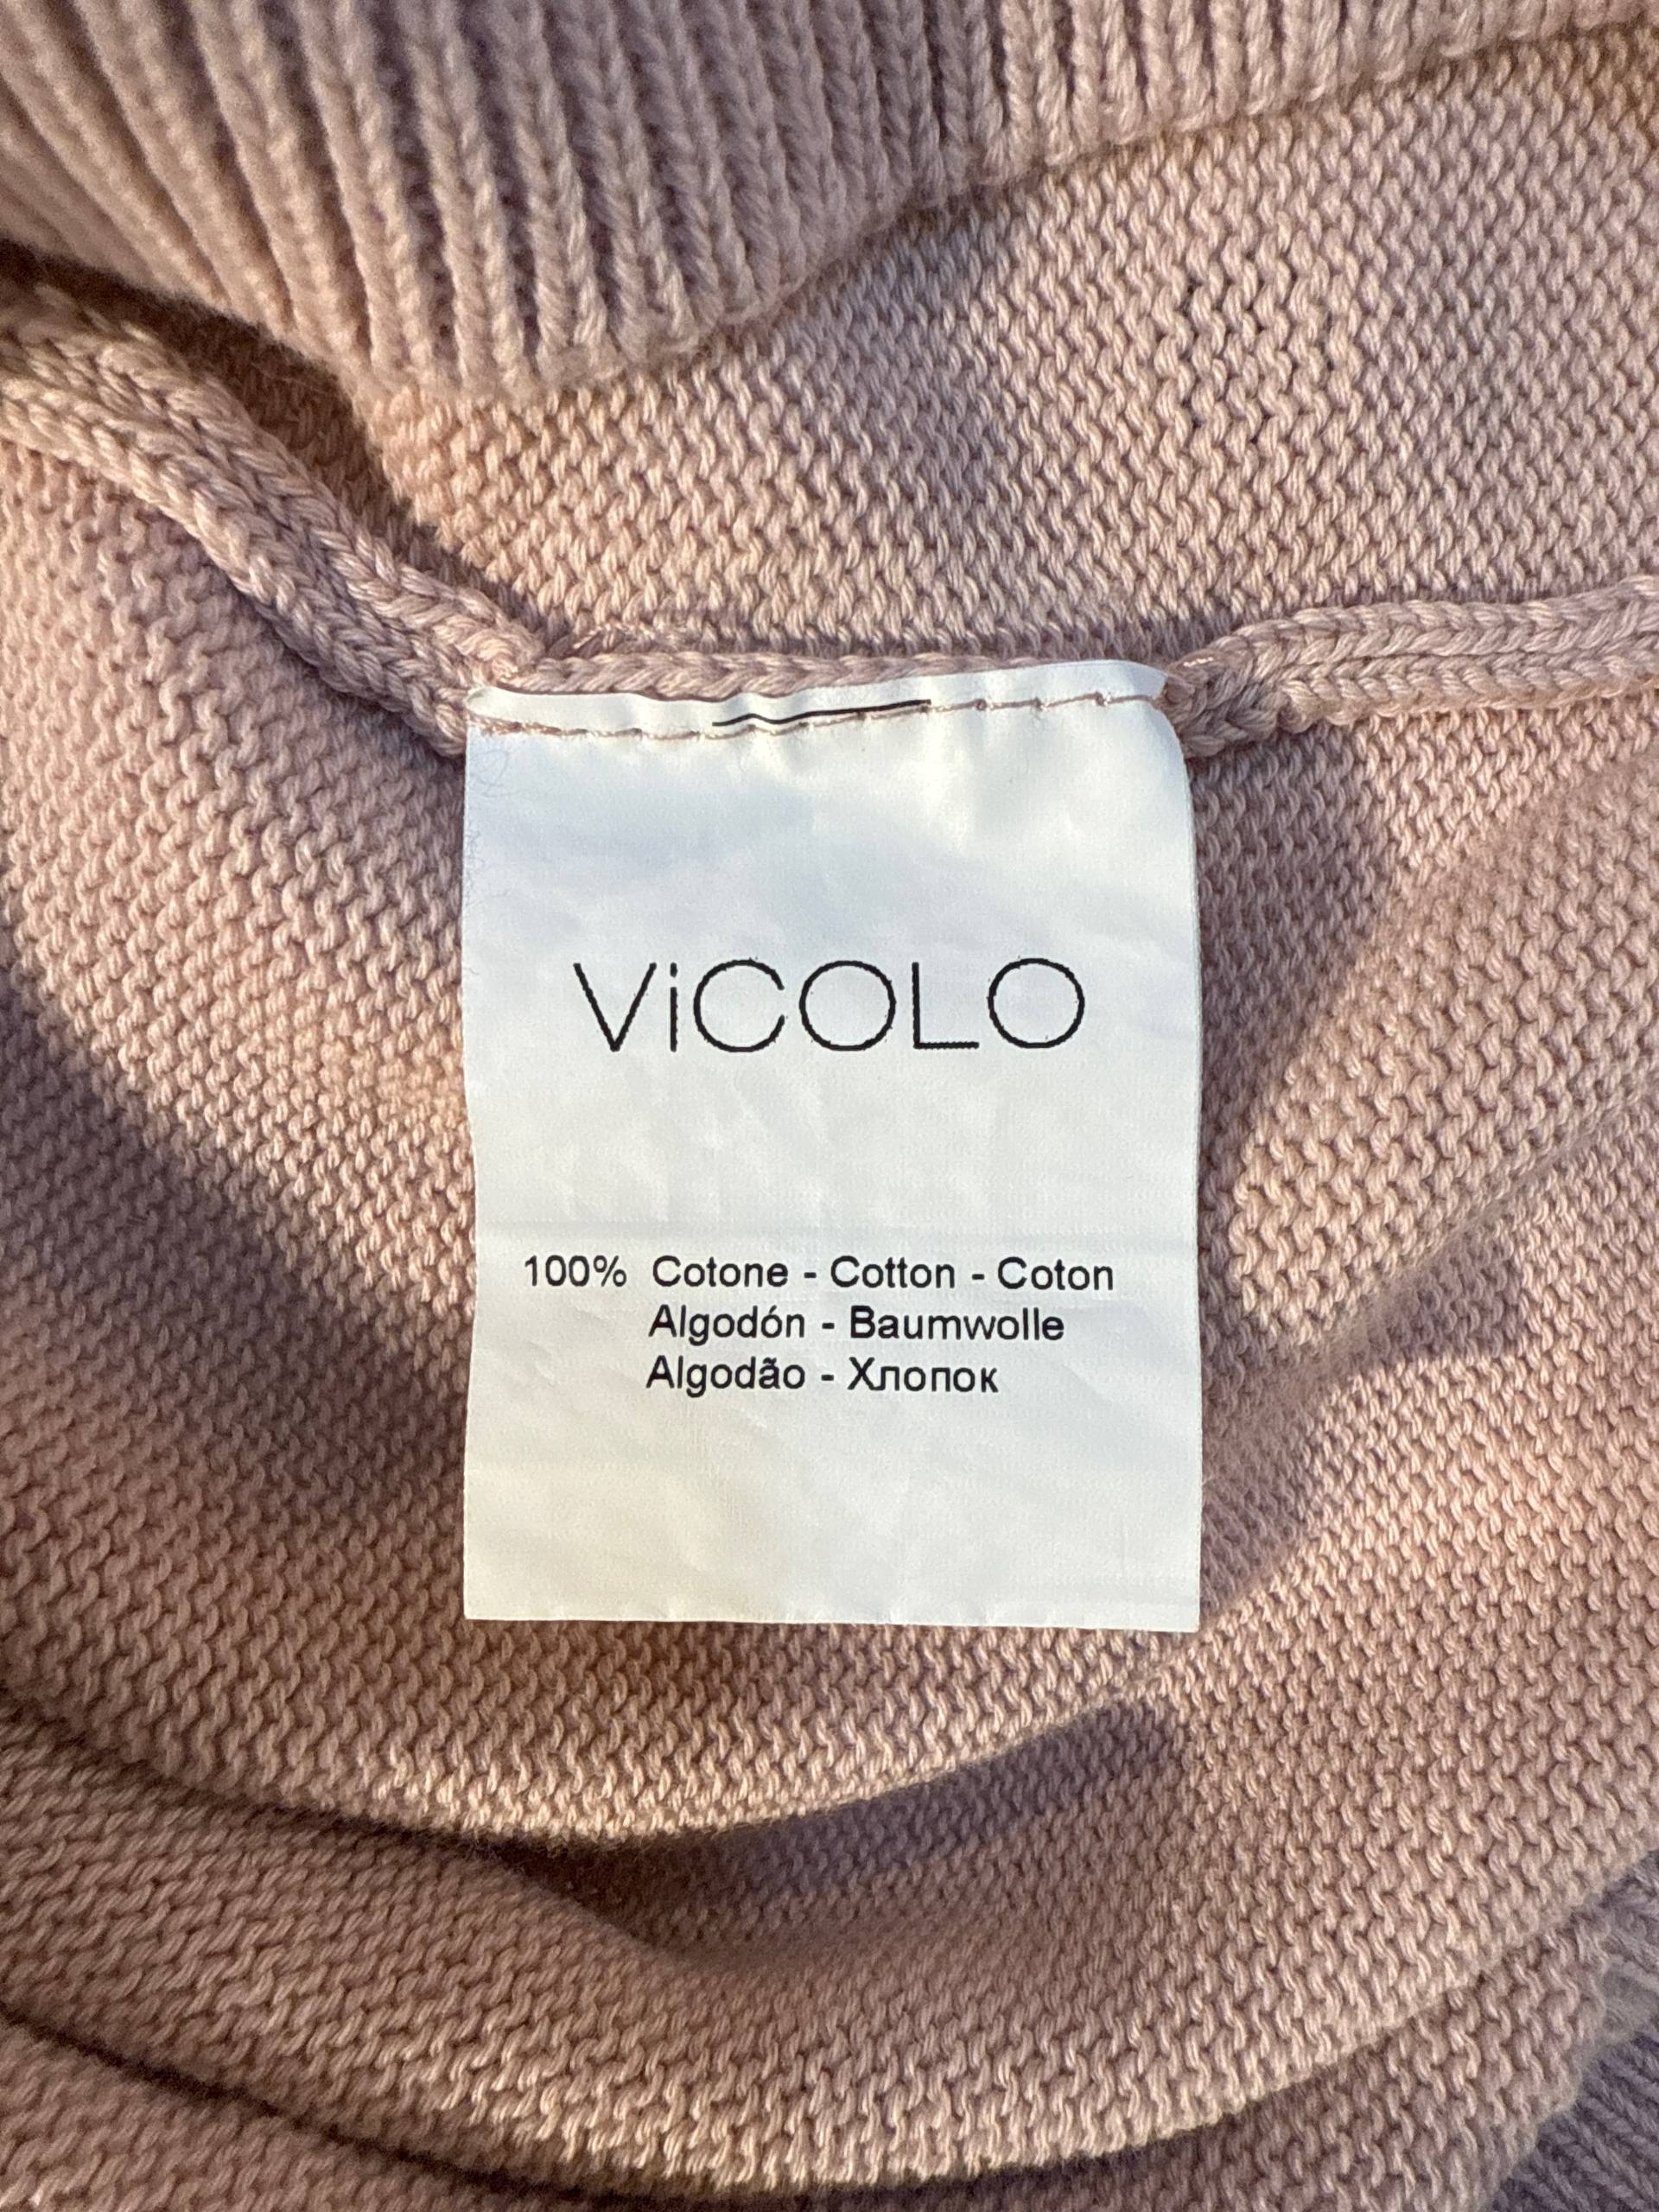 ViCOLO
100% Cotone - Cotton - Coton
Algodón - Baumwolle
Algodão - Хлопок